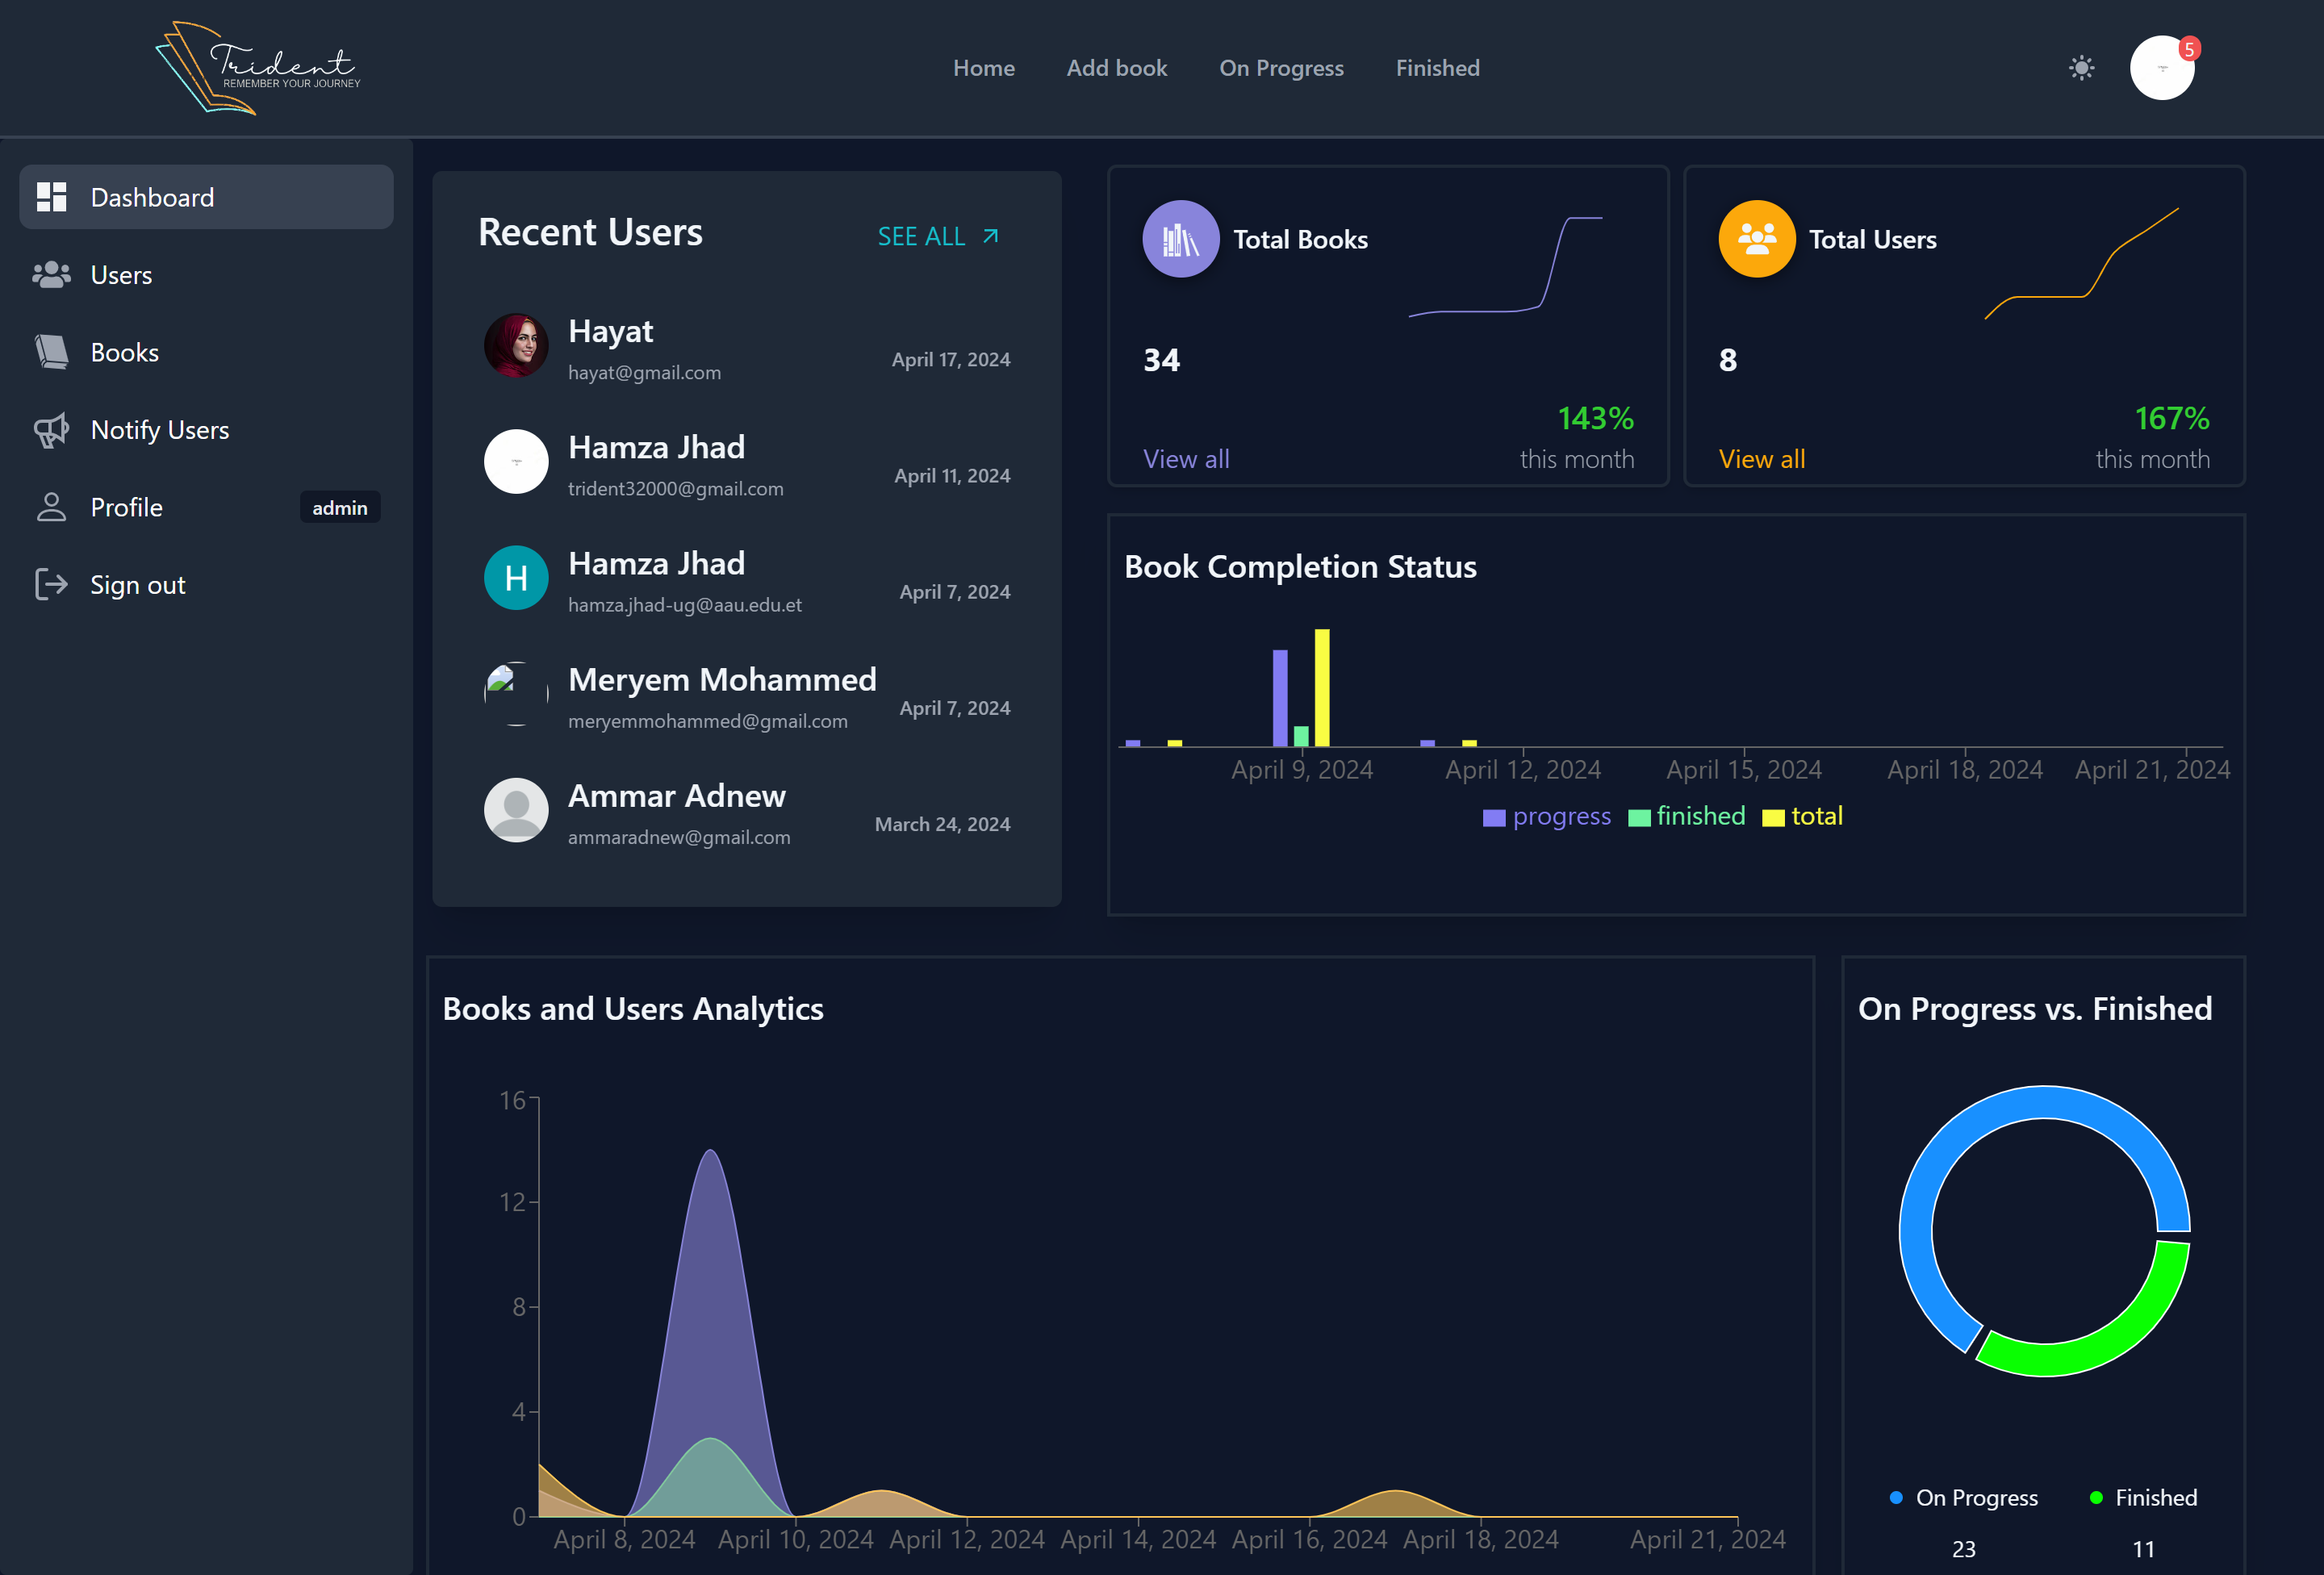 Trident
REMEMBER YOUR JOURNEY
Home
Add book
On Progress
Finished
5
Dashboard
Users
Books
Notify Users
Profile
admin
Sign out
Recent Users
SEE ALL
Hayat
hayat@gmail.com
April 17, 2024
Hamza Jhad
trident32000@gmail.com
April 11, 2024
H
Hamza Jhad
hamza.jhad-ug@aau.edu.et
April 7, 2024
Meryem Mohammed
meryemmohammed@gmail.com
April 7, 2024
Ammar Adnew
ammaradnew@gmail.com
March 24, 2024
Total Books
34
143%
View all
this month
Total Users
8
167%
View all
this month
Book Completion Status
April 9, 2024
April 12, 2024
April 15, 2024
April 18, 2024
April 21, 2024
progress
finished
total
Books and Users Analytics
16
12
8
4
0
April 8, 2024
April 10, 2024
April 12, 2024
April 14, 2024
April 16, 2024
April 18, 2024
April 21, 2024
On Progress vs. Finished
On Progress
Finished
23
11